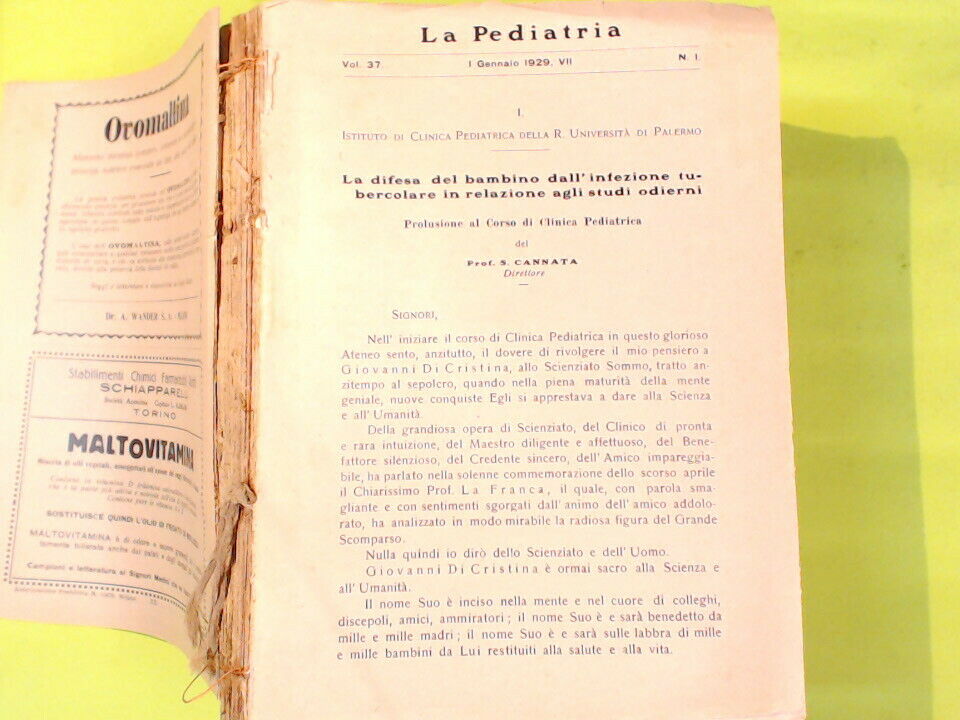 La Pediatria
Vol. 37
1 Gennaio 1929, VII
N. 1.
I.
ISTITUTO DI CLINICA PEDIATRICA DELLA R. UNIVERSITÀ DI PALERMO
La difesa del bambino dall'infezione tu-
bercolare in relazione agli studi odierni
Prolusione al Corso di Clinica Pediatrica
del
Prof. S. CANNATA
Direttore
SIGNORI,
Nell' iniziare il corso di Clinica Pediatrica in questo glorioso
Ateneo sento, anzitutto, il dovere di rivolgere il mio pensiero a
Giovanni Di Cristina, allo Scienziato Sommo, tratto an-
zitempo al sepolcro, quando nella piena maturità della mente
geniale, nuove conquiste Egli si apprestava a dare alla Scienza
e all' Umanità.
Della grandiosa opera di Scienziato, del Clinico di pronta
e rara intuizione, del Maestro diligente e affettuoso, del Bene-
fattore silenzioso, del Credente sincero, dell' Amico impareggia-
bile, ha parlato nella solenne commemorazione dello scorso aprile
il Chiarissimo Prof. La Franca, il quale, con parola sma-
gliante e con sentimenti sgorgati dall' animo dell' amico addolo-
rato, ha analizzato in modo mirabile la radiosa figura del Grande
Scomparso.
Nulla quindi io dirò dello Scienziato e dell' Uomo.
Giovanni Di Cristina è ormai sacro alla Scienza e
all' Umanità.
Il nome Suo è inciso nella mente e nel cuore di colleghi,
discepoli, amici, ammiratori; il nome Suo è e sarà benedetto da
mille e mille madri; il nome Suo è e sarà sulle labbra di mille
e mille bambini da Lui restituiti alla salute e alla vita.
Ovomaltina
Dr. A. WANDER S. A.
Stabilimenti Chimici
SCHIAPPARELLI
TORINO
MALTOVITAMINA
SOSTITUISCE QUINDI L'OLIO DI
MALTOVITAMINA è di odore e
Campioni e letteratura ai Signori Medici